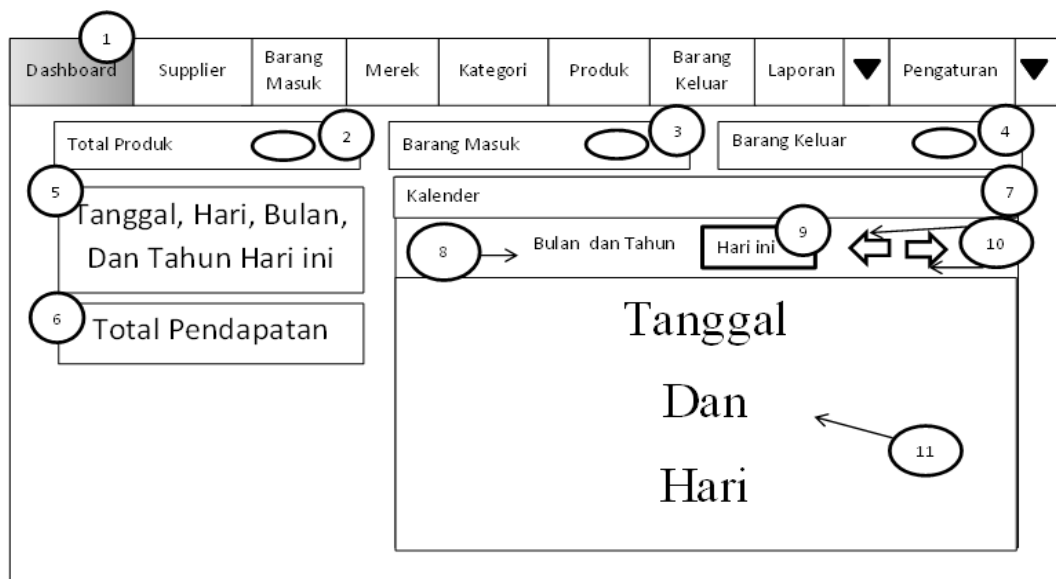 1
Dashboard
Supplier
Barang
Masuk
Merek
Kategori
Produk
Barang
Keluar
Laporan
Pengaturan
Total Produk
2
Barang Masuk
3
Barang Keluar
4
5
Tanggal, Hari, Bulan,
Dan Tahun Hari ini
6
Total Pendapatan
Kalender
7
8
Bulan dan Tahun
Hari ini
9
10
Tanggal
Dan
Hari
11